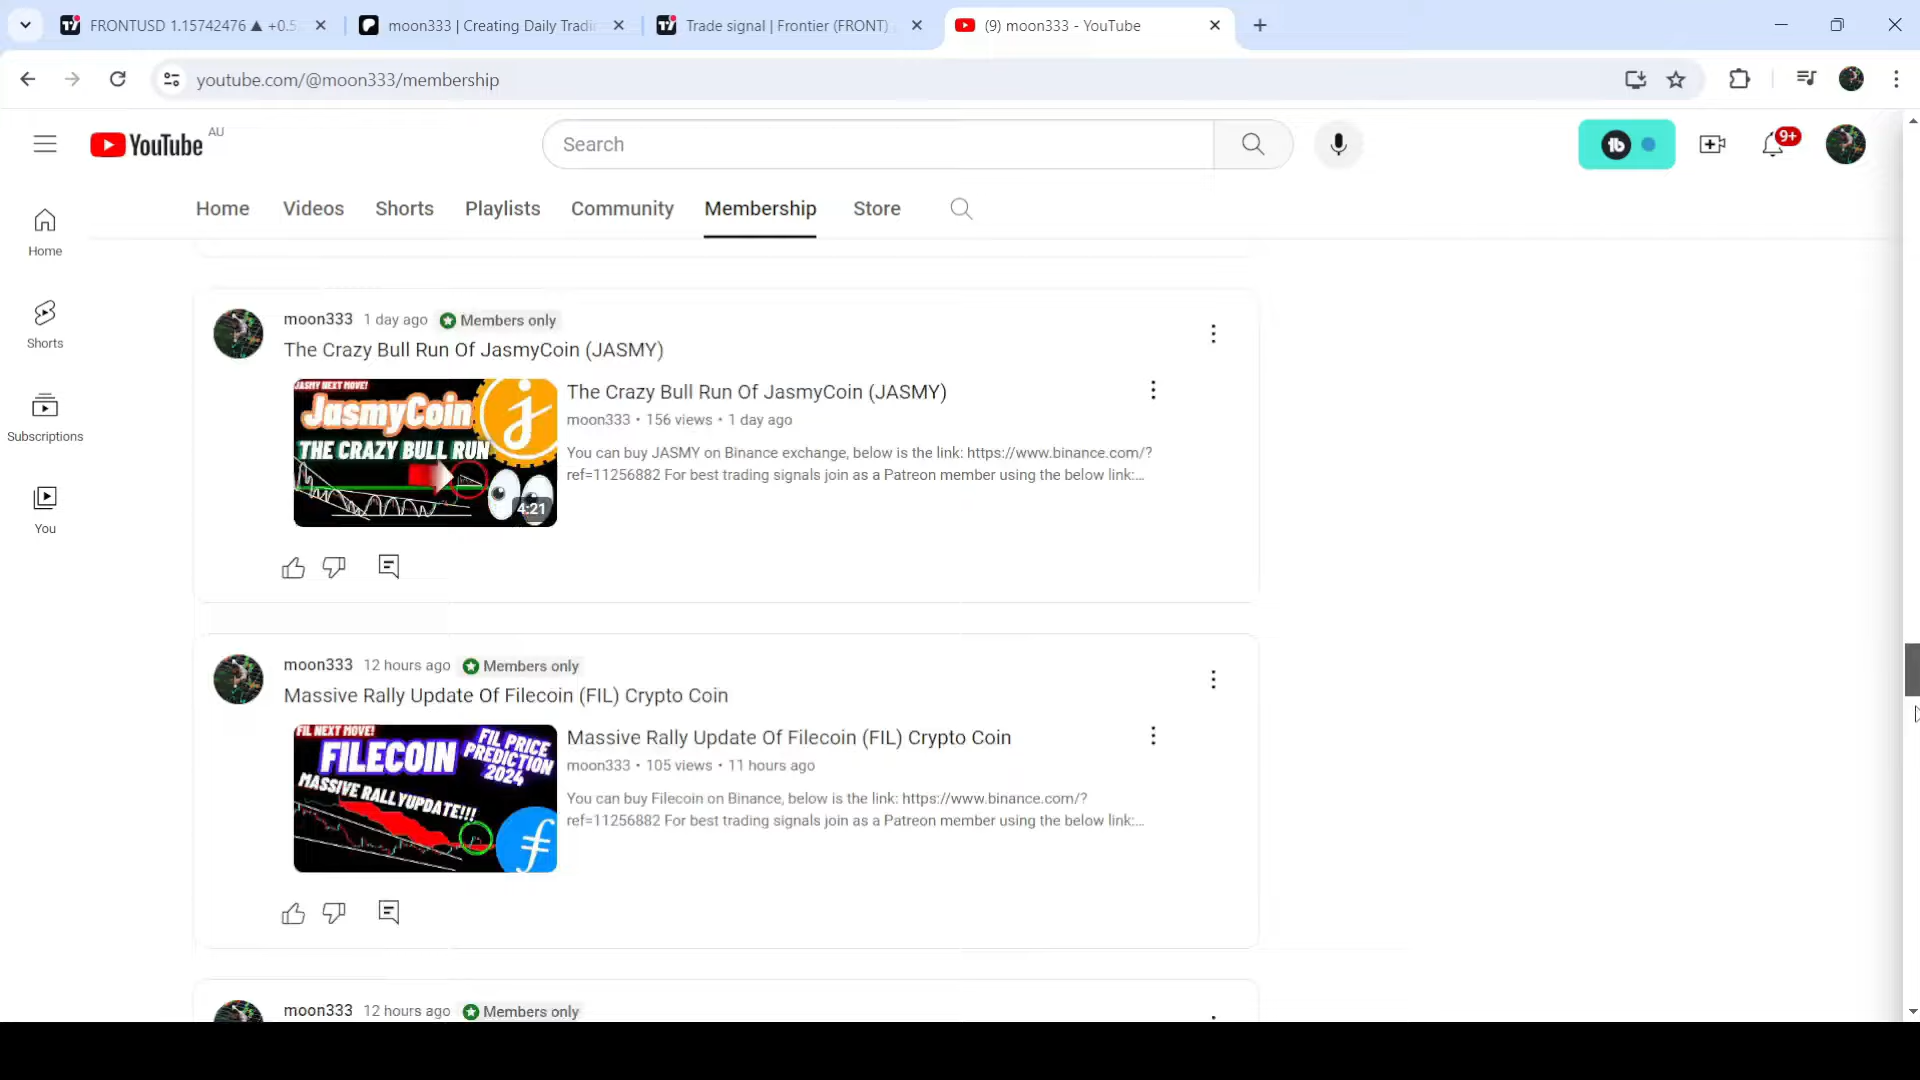 FRONTUSD 1.15742476 ▲ +0.5
moon333 | Creating Daily Tradi
Trade signal | Frontier (FRONT)
(9) moon333 - YouTube
youtube.com/@moon333/membership
YouTube AU
Search
9+
Home
Videos
Shorts
Playlists
Community
Membership
Store
Home
Shorts
Subscriptions
You
moon333 1 day ago Members only
The Crazy Bull Run Of JasmyCoin (JASMY)
JASMY NEXT MOVE!
JasmyCoin
THE CRAZY BULL RUN
4:21
The Crazy Bull Run Of JasmyCoin (JASMY)
moon333 • 156 views • 1 day ago
You can buy JASMY on Binance exchange, below is the link: https://www.binance.com/?
ref=11256882 For best trading signals join as a Patreon member using the below link:...
moon333 12 hours ago Members only
Massive Rally Update Of Filecoin (FIL) Crypto Coin
FIL NEXT MOVE!
FILECOIN
FIL PRICE
PREDICTION
2024
MASSIVE RALLY UPDATE!!!
Massive Rally Update Of Filecoin (FIL) Crypto Coin
moon333 • 105 views • 11 hours ago
You can buy Filecoin on Binance, below is the link: https://www.binance.com/?
ref=11256882 For best trading signals join as a Patreon member using the below link:...
moon333 12 hours ago Members only